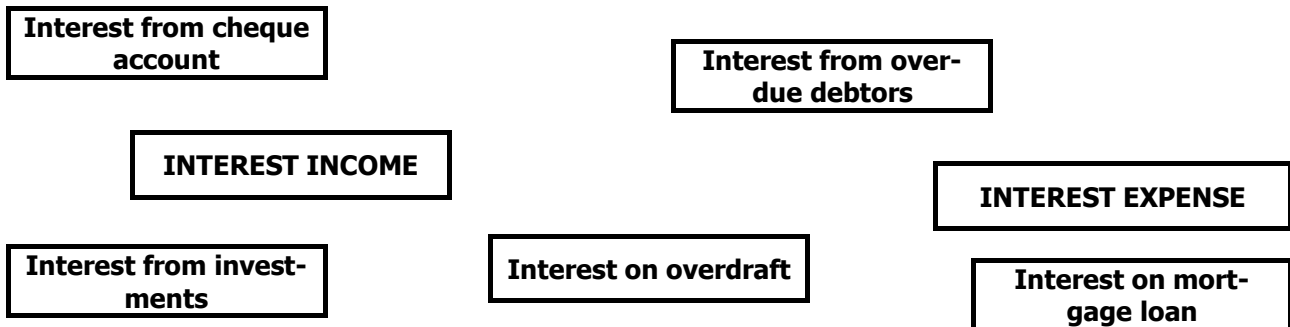 Interest from cheque
account
Interest from over-
due debtors
INTEREST INCOME
INTEREST EXPENSE
Interest from invest-
ments
Interest on overdraft
Interest on mort-
gage loan